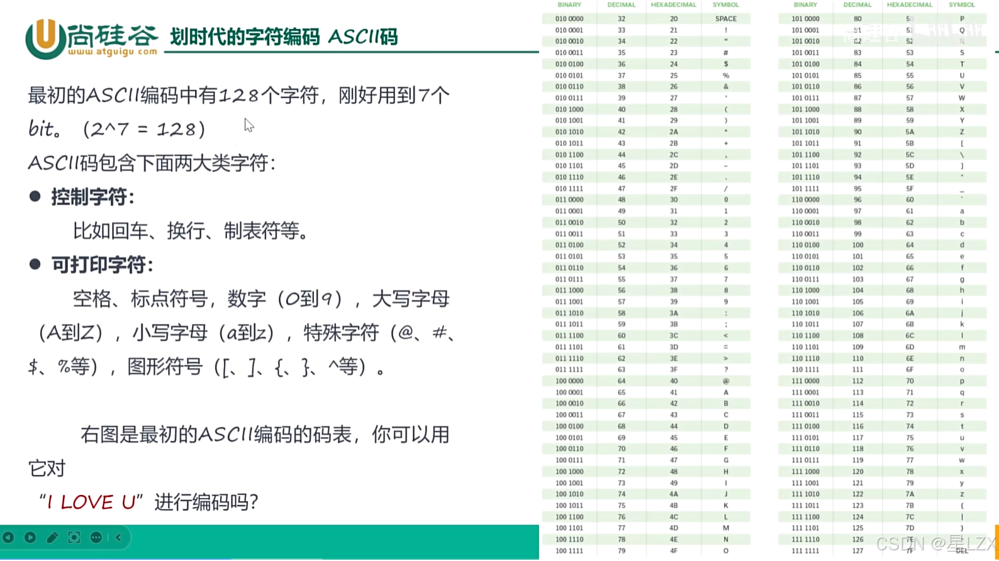 尚硅谷
www.atguigu.com
划时代的字符编码 ASCII码
最初的ASCII编码中有128个字符，刚好用到7个
bit。（2^7 = 128）
ASCII码包含下面两大类字符：
● 控制字符：
比如回车、换行、制表符等。
● 可打印字符：
空格、标点符号，数字（0到9），大写字母
（A到Z），小写字母（a到z），特殊字符（@、#、
$、%等），图形符号（[、]、{、}、^等）。
右图是最初的ASCII编码的码表，你可以用
它对
“I LOVE U”进行编码吗？
BINARY DECIMAL HEXADECIMAL SYMBOL
010 0000 32 20 SPACE
010 0001 33 21 !
010 0010 34 22 “
010 0011 35 23 #
010 0100 36 24 $
010 0101 37 25 %
010 0110 38 26 &
010 0111 39 27 '
010 1000 40 28 (
010 1001 41 29 )
010 1010 42 2A *
010 1011 43 2B +
010 1100 44 2C ,
010 1101 45 2D –
010 1110 46 2E .
010 1111 47 2F /
011 0000 48 30 0
011 0001 49 31 1
011 0010 50 32 2
011 0011 51 33 3
011 0100 52 34 4
011 0101 53 35 5
011 0110 54 36 6
011 0111 55 37 7
011 1000 56 38 8
011 1001 57 39 9
011 1010 58 3A :
011 1011 59 3B ;
011 1100 60 3C <
011 1101 61 3D =
011 1110 62 3E >
011 1111 63 3F ?
100 0000 64 40 @
100 0001 65 41 A
100 0010 66 42 B
100 0011 67 43 C
100 0100 68 44 D
100 0101 69 45 E
100 0110 70 46 F
100 0111 71 47 G
100 1000 72 48 H
100 1001 73 49 I
100 1010 74 4A J
100 1011 75 4B K
100 1100 76 4C L
100 1101 77 4D M
100 1110 78 4E N
100 1111 79 4F O
BINARY DECIMAL HEXADECIMAL SYMBOL
101 0000 80 50 P
101 0001 81 51 Q
101 0010 82 52 R
101 0011 83 53 S
101 0100 84 54 T
101 0101 85 55 U
101 0110 86 56 V
101 0111 87 57 W
101 1000 88 58 X
101 1001 89 59 Y
101 1010 90 5A Z
101 1011 91 5B [
101 1100 92 5C \
101 1101 93 5D ]
101 1110 94 5E ^
101 1111 95 5F _
110 0000 96 60 `
110 0001 97 61 a
110 0010 98 62 b
110 0011 99 63 c
110 0100 100 64 d
110 0101 101 65 e
110 0110 102 66 f
110 0111 103 67 g
110 1000 104 68 h
110 1001 105 69 i
110 1010 106 6A j
110 1011 107 6B k
110 1100 108 6C l
110 1101 109 6D m
110 1110 110 6E n
110 1111 111 6F o
111 0000 112 70 p
111 0001 113 71 q
111 0010 114 72 r
111 0011 115 73 s
111 0100 116 74 t
111 0101 117 75 u
111 0110 118 76 v
111 0111 119 77 w
111 1000 120 78 x
111 1001 121 79 y
111 1010 122 7A z
111 1011 123 7B {
111 1100 124 7C |
111 1101 125 7D }
111 1110 126 7E
111 1111 127 7F DEL
尚硅谷
CSDN @星LZX